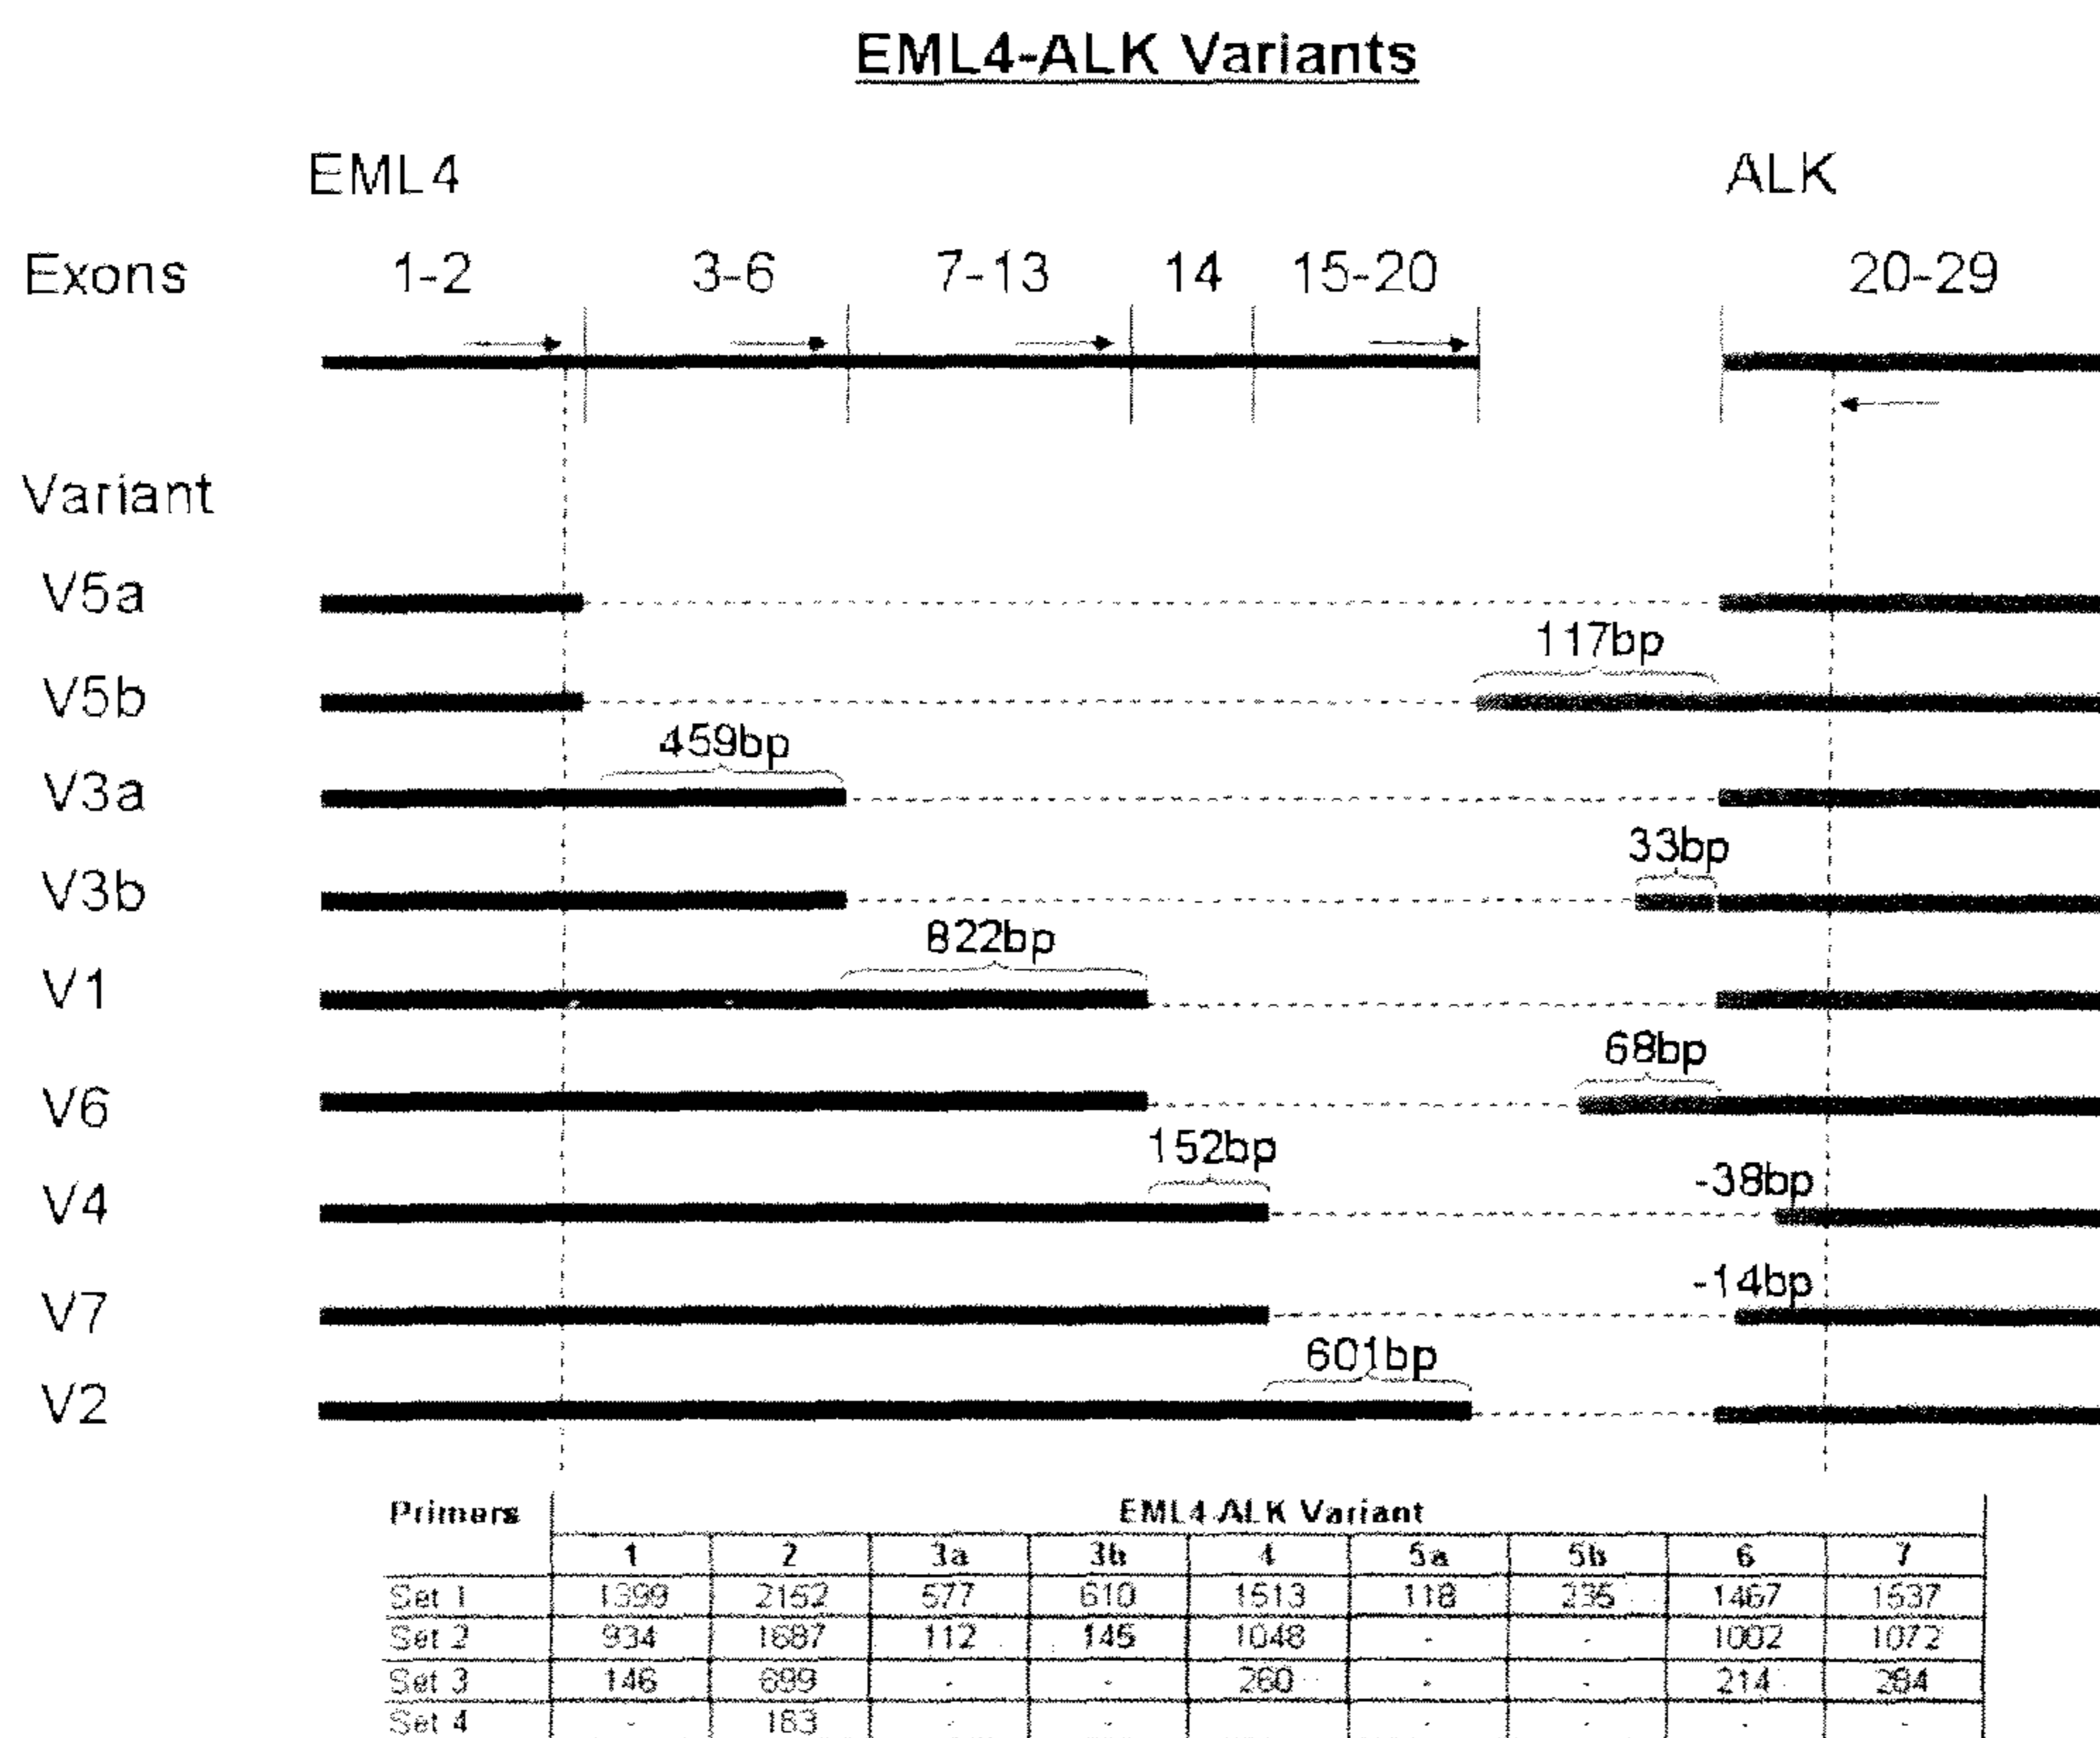 EML4-ALK Variants
EML4 ALK
Exons 1-2 3-6 7-13 14 15-20 20-29
Variant
V5a
117bp
V5b
459bp
V3a
33bp
V3b
822bp
V1
68bp
V6
152bp -38bp
V4
-14bp
V7
601bp
V2
Primers EML4-ALK Variant
1 2 3a 3b 4 5a 5b 6 7
Set 1 1399 2152 577 610 1513 118 235 1467 1537
Set 2 934 1687 112 145 1048 - - 1002 1072
Set 3 146 899 - - 260 - - 214 284
Set 4 - 183 - - - - - -